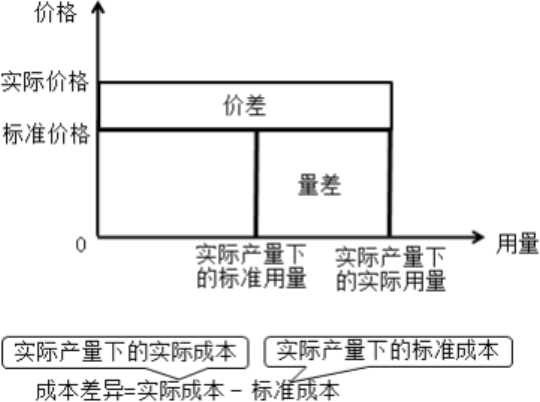 价格
实际价格
价差
标准价格
量差
0
用量
实际产量下
的标准用量
实际产量下
的实际用量
实际产量下的实际成本
实际产量下的标准成本
成本差异=实际成本－标准成本